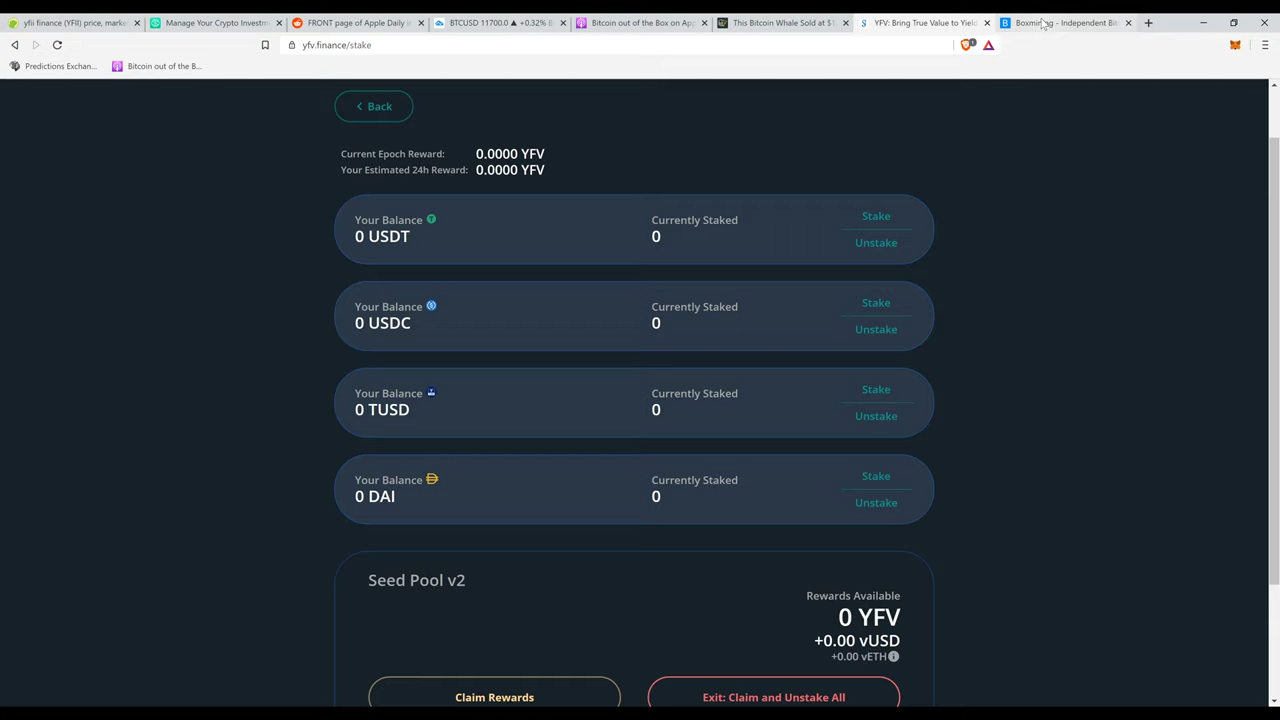 yfii finance (YFII) price, market
Manage Your Crypto Investm
FRONT page of Apple Daily i
BTCUSD 11700.0 ▲ +0.32% B
Bitcoin out of the Box on App
This Bitcoin Whale Sold at $1
YFV: Bring True Value to Yield
Boxmining - Independent Bit
yfv.finance/stake
1
Predictions Exchan...
Bitcoin out of the B...
Back
Current Epoch Reward: 0.0000 YFV
Your Estimated 24h Reward: 0.0000 YFV
Your Balance
0 USDT
Currently Staked
0
Stake
Unstake
Your Balance
0 USDC
Currently Staked
0
Stake
Unstake
Your Balance
0 TUSD
Currently Staked
0
Stake
Unstake
Your Balance
0 DAI
Currently Staked
0
Stake
Unstake
Seed Pool v2
Rewards Available
0 YFV
+0.00 vUSD
+0.00 vETH
Claim Rewards
Exit: Claim and Unstake All